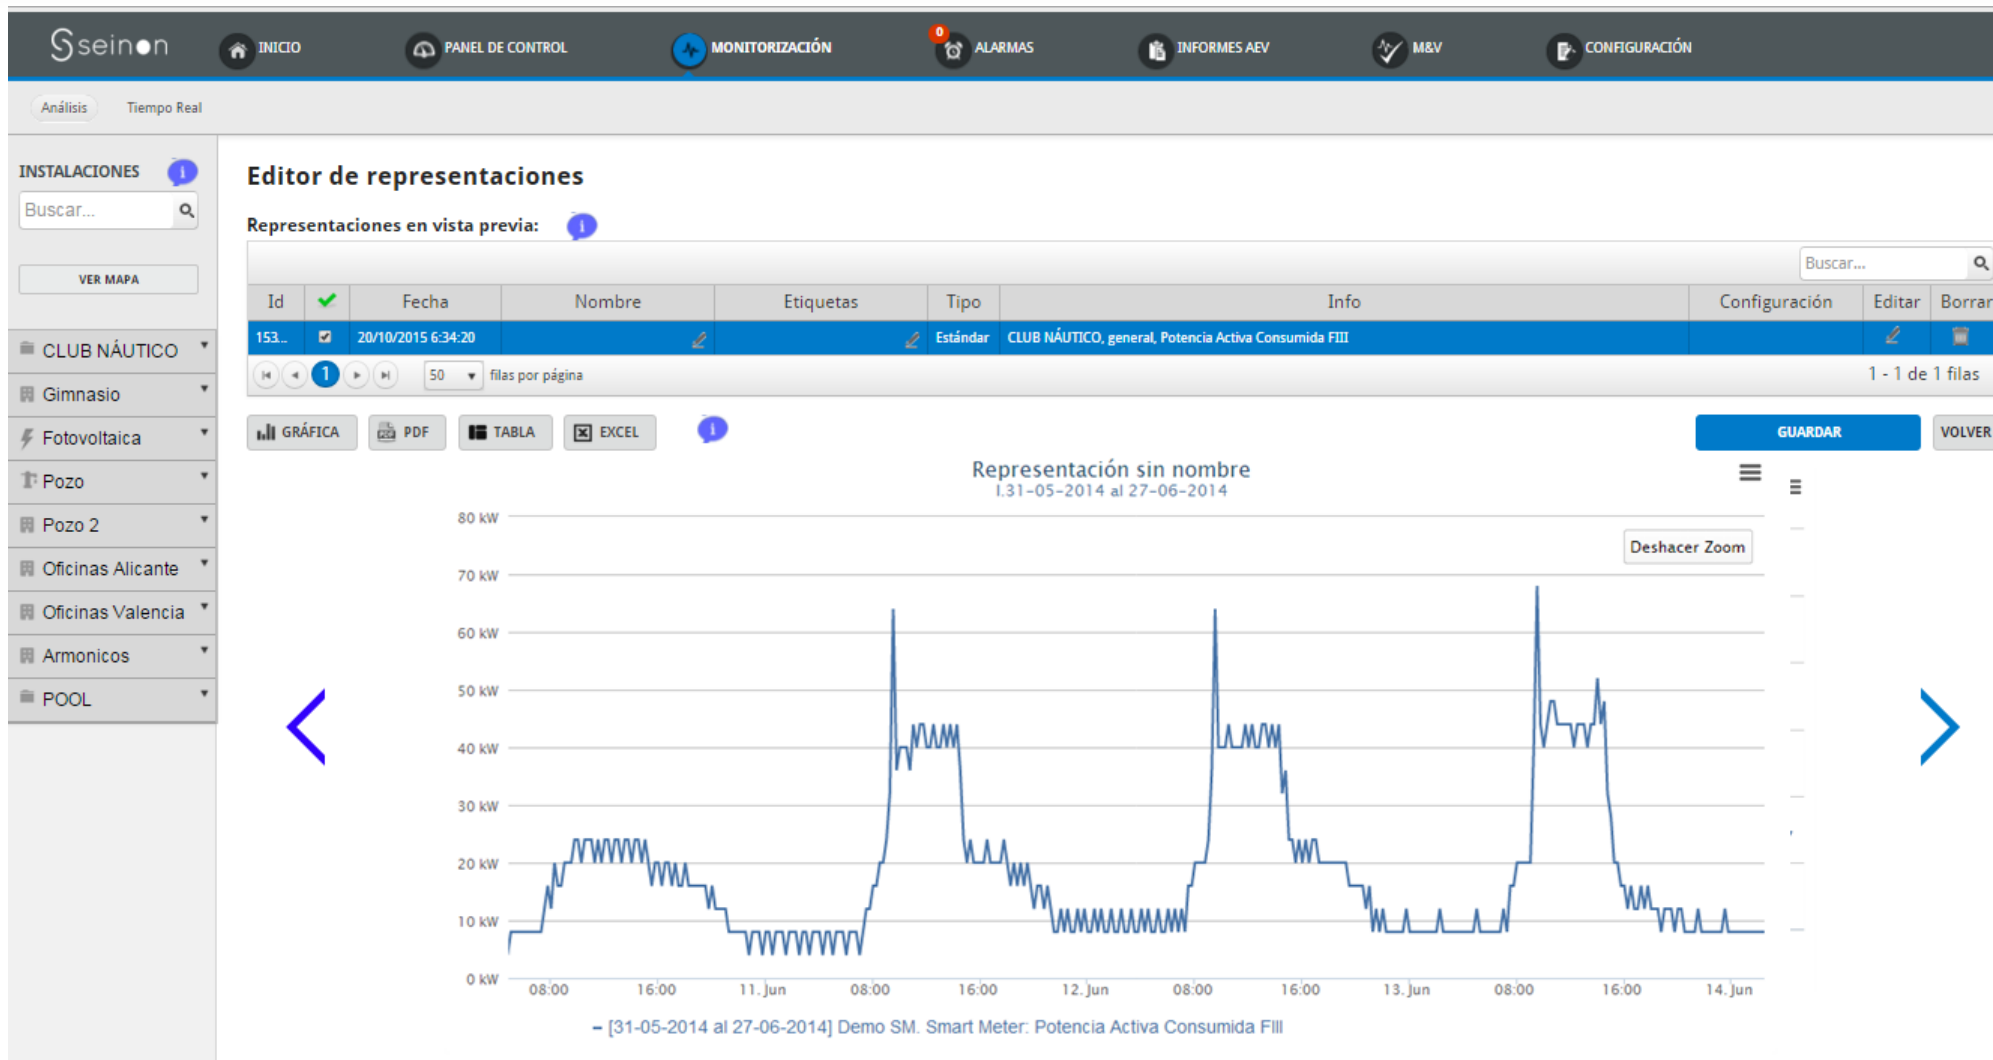 seinon INICIO PANEL DE CONTROL MONITORIZACIÓN 0 ALARMAS INFORMES AEV M&V CONFIGURACIÓN
Análisis Tiempo Real
INSTALACIONES i
Buscar...
VER MAPA
CLUB NÁUTICO
Gimnasio
Fotovoltaica
Pozo
Pozo 2
Oficinas Alicante
Oficinas Valencia
Armonicos
POOL
Editor de representaciones
Representaciones en vista previa: i
Buscar...
Id Fecha Nombre Etiquetas Tipo Info Configuración Editar Borrar
153... 20/10/2015 6:34:20 Estándar CLUB NÁUTICO, general, Potencia Activa Consumida FIII
1 50 filas por página 1 - 1 de 1 filas
GRÁFICA PDF TABLA EXCEL i GUARDAR VOLVER
Representación sin nombre
I.31-05-2014 al 27-06-2014
Deshacer Zoom
80 kW
70 kW
60 kW
50 kW
40 kW
30 kW
20 kW
10 kW
0 kW
08:00 16:00 11. Jun 08:00 16:00 12. Jun 08:00 16:00 13. Jun 08:00 16:00 14. Jun
[31-05-2014 al 27-06-2014] Demo SM. Smart Meter: Potencia Activa Consumida FIII